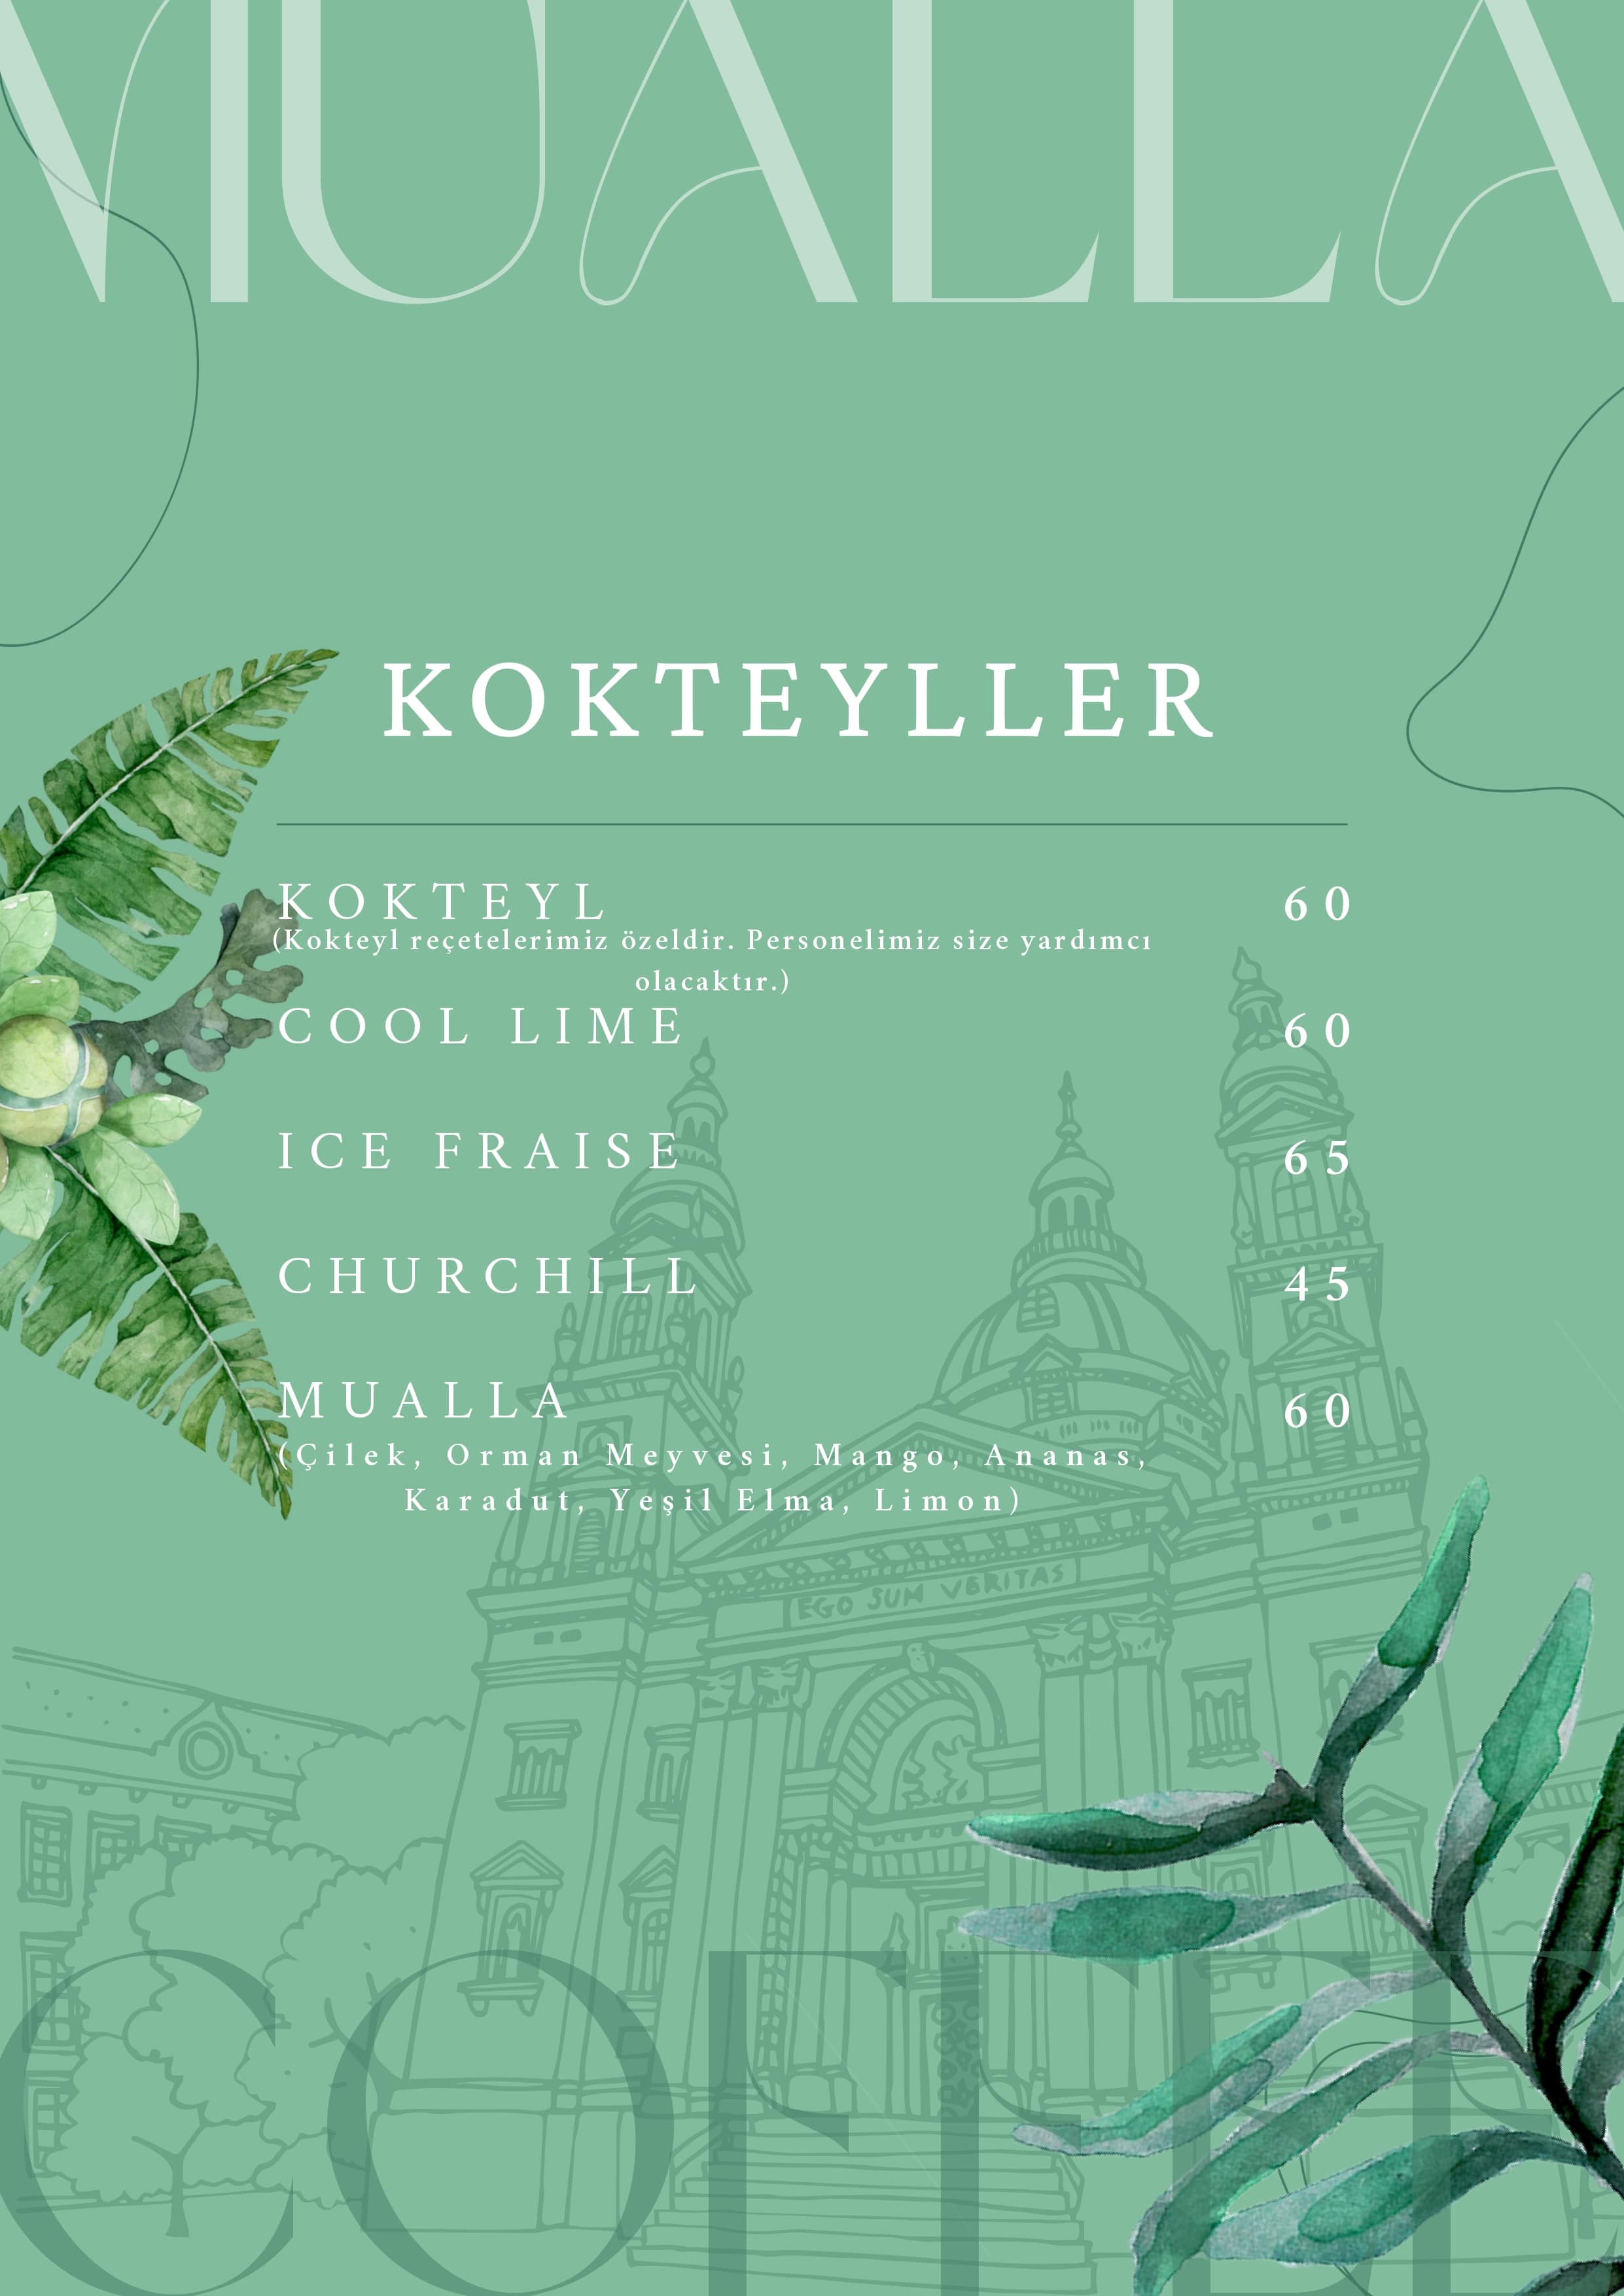 MUALLA
KOKTEYLLER
KOKTEYL 60
(Kokteyl reçetelerimiz özeldir. Personelimiz size yardımcı
olacaktır.)
COOL LIME 60
ICE FRAISE 65
CHURCHILL 45
MUALLA 60
(Çilek, Orman Meyvesi, Mango, Ananas,
Karadut, Yeşil Elma, Limon)
EGO SUM VERITAS
COFFEE